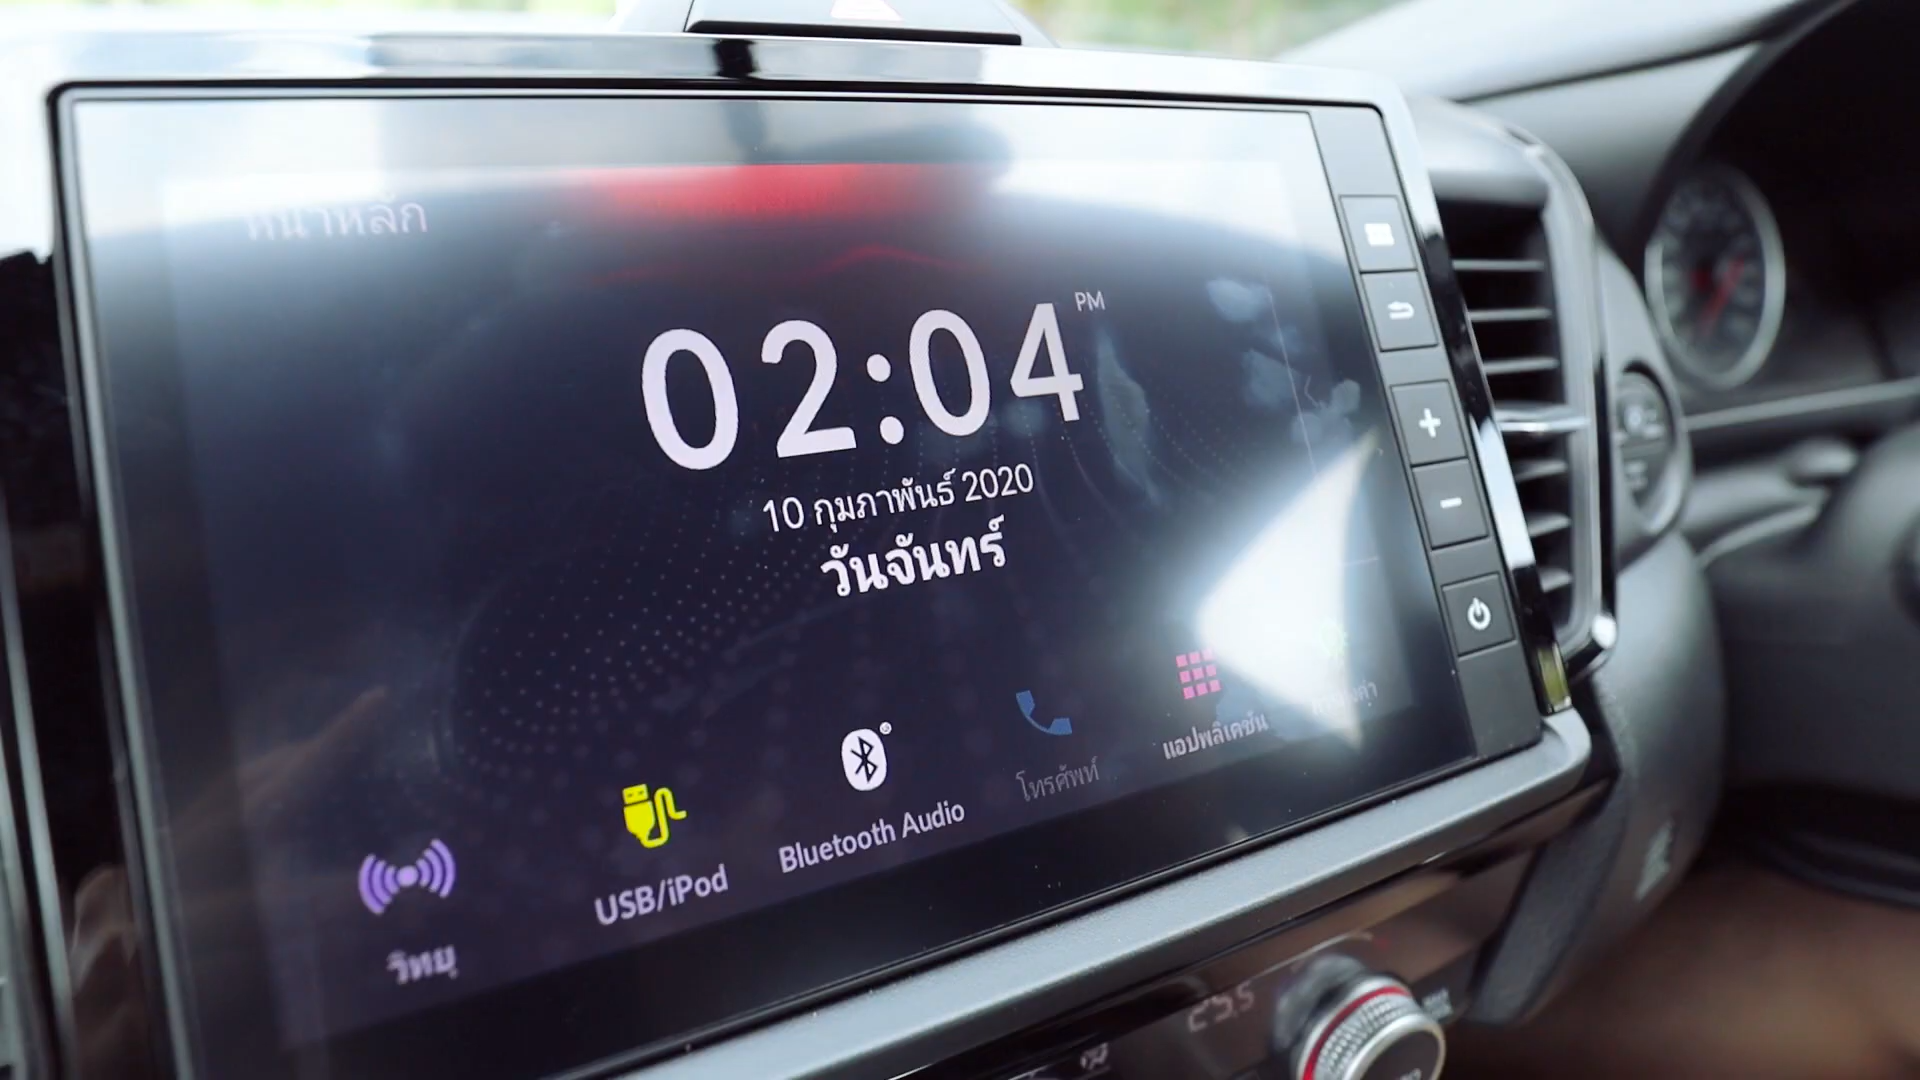 หน้าหลัก
02:04 PM
10 กุมภาพันธ์ 2020
วันจันทร์
วิทยุ
USB/iPod
Bluetooth Audio
โทรศัพท์
แอปพลิเคชัน
25.5